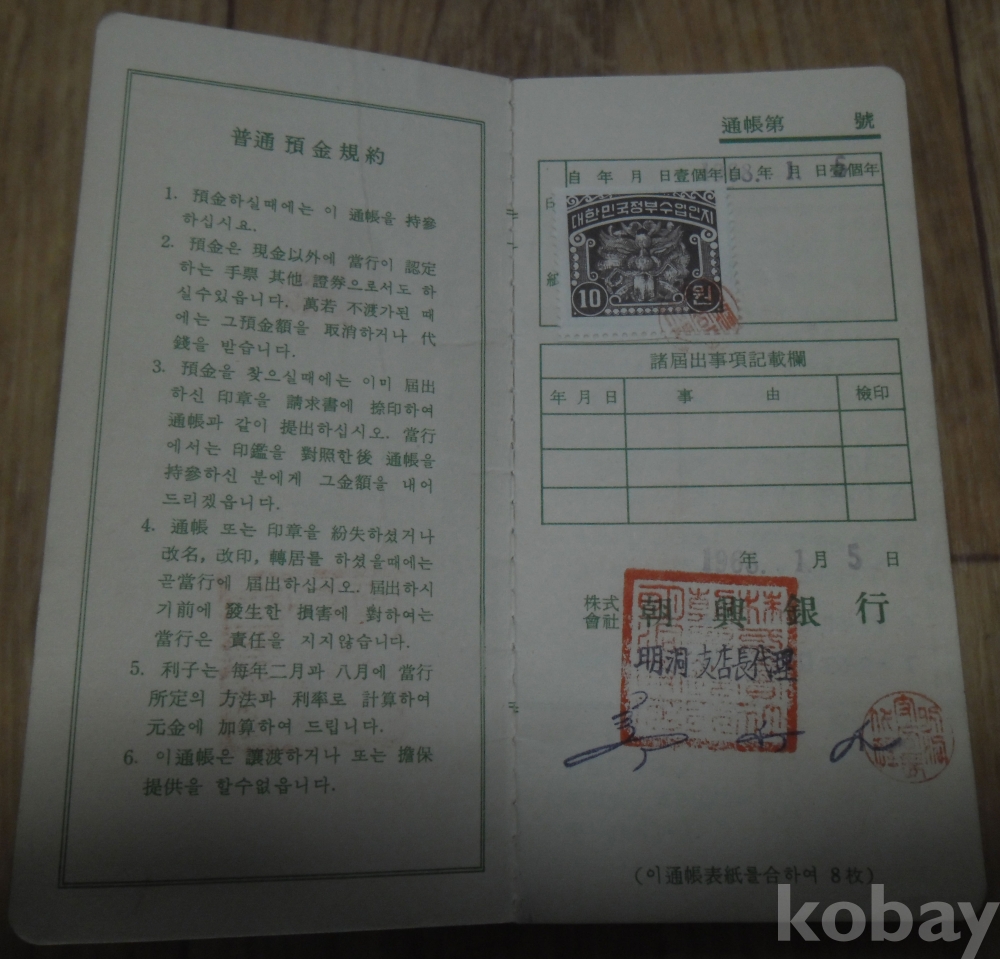 普通預金規約
1. 預金하실때에는 이 通帳을 持參
하십시요.
2. 預金은 現金以外에 當行이 認定
하는 手票 其他 證券으로서도 하
실수있읍니다. 萬若 不渡가된 때
에는 그預金額을 取消하거나 代
錢을 받습니다.
3. 預金을 찾으실때에는 이미 屆出
하신 印章을 請求書에 捺印하여
通帳과 같이 提出하십시오. 當行
에서는 印鑑을 對照한後 通帳을
持參하신 분에게 그金額을 내어
드리겠읍니다.
4. 通帳 또는 印章을 紛失하셨거나
改名, 改印, 轉居를 하셨을때에는
곧當行에 屆出하십시오. 屆出하시
기前에 發生한 損害에 對하여는
當行은 責任을 지지않습니다.
5. 利子는 每年二月과 八月에 當行
所定의 方法과 利率로 計算하여
元金에 加算하여 드립니다.
6. 이通帳은 讓渡하거나 또는 擔保
提供을 할수없읍니다.
通帳第 號
自 年 月 日壹個年 自 年 月 日壹個年
1 5
印
紙
대한민국정부수입인지
10 원
諸屆出事項記載欄
年月日 事由 檢印
196 年 1 月 5 日
株式會社 朝興銀行
明洞支店長代理
(이通帳表紙를合하여 8枚)
kobay